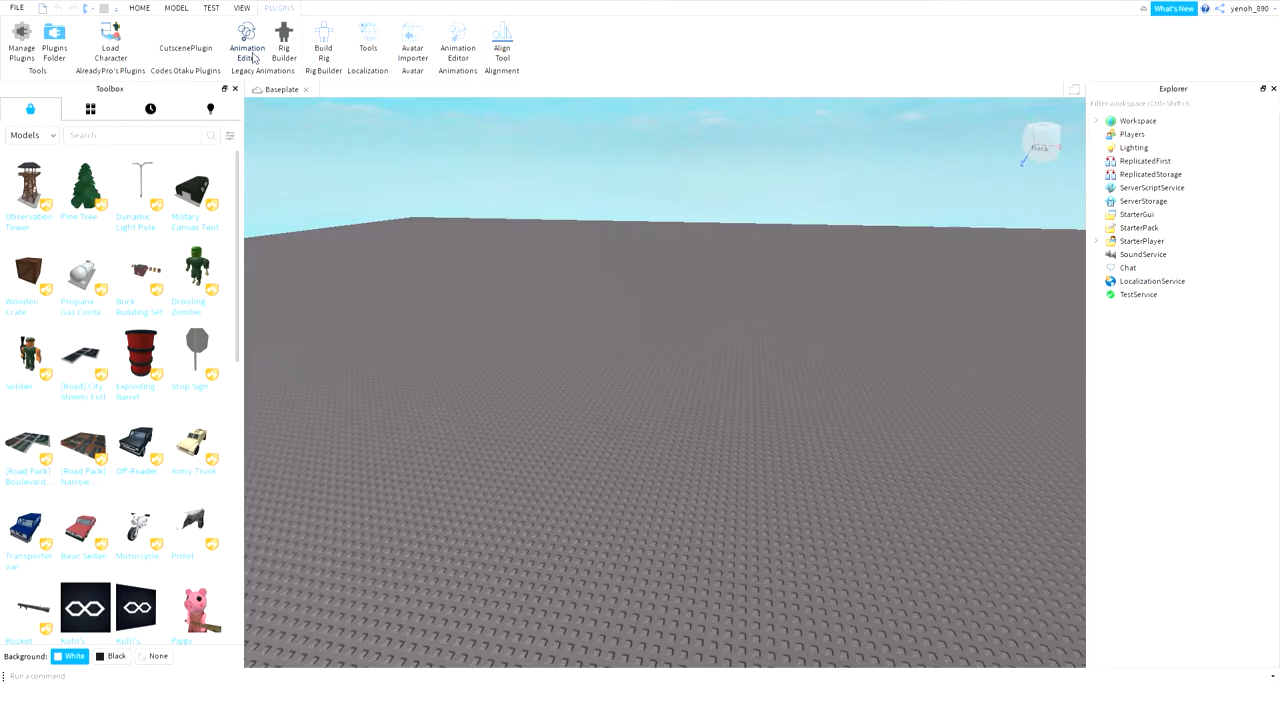 FILE HOME MODEL TEST VIEW PLUGINS What's New yenoh_890
Manage Plugins Load CutscenePlugin Animation Rig Build Tools Avatar Animation Align
Plugins Folder Character Editor Builder Rig Importer Editor Tool
Tools AlreadyPro's Plugins Codes Otaku Plugins Legacy Animations Rig Builder Localization Avatar Animations Alignment
Toolbox
Models Search
Observation Pine Tree Dynamic Military
Tower Light Pole Canvas Tent
Wooden Propane Brick Drooling
Crate Gas Conta... Building Set Zombie
Soldier [Road] City Exploding Stop Sign
Streets Full Barrel
[Road Pack] [Road Pack] Off-Roader Army Truck
Boulevard... Narrow...
Transporter Basic Sedan Motorcycle Pistol
Van
Rocket Kohl's Kohl's Piggy
Background: White Black None
Run a command
Baseplate
Back
Z
Explorer
Filter workspace (Ctrl+Shift+X)
Workspace
Players
Lighting
ReplicatedFirst
ReplicatedStorage
ServerScriptService
ServerStorage
StarterGui
StarterPack
StarterPlayer
SoundService
Chat
LocalizationService
TestService